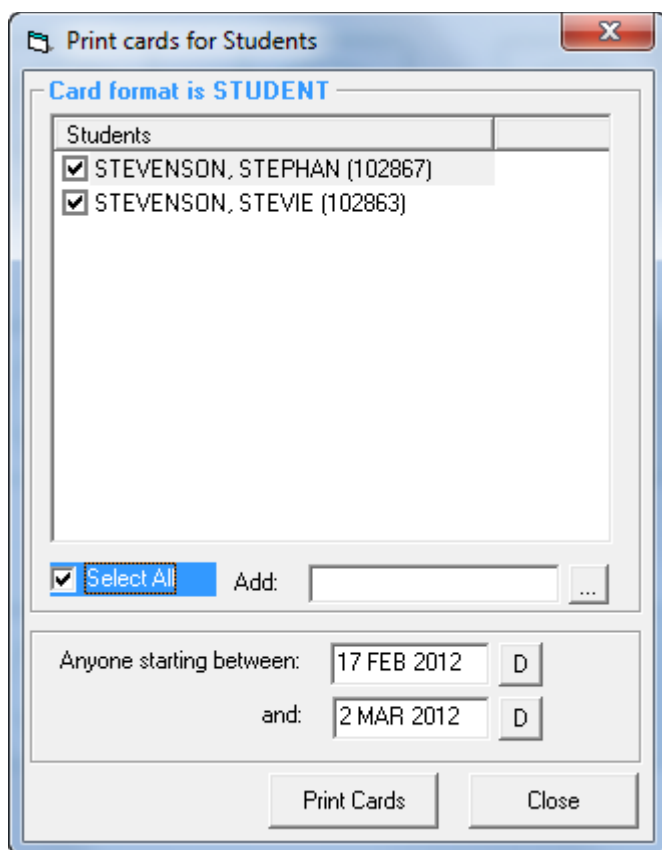 Print cards for Students
Card format is STUDENT
Students
STEVENSON, STEPHAN (102867)
STEVENSON, STEVIE (102863)
Select All Add: ...
Anyone starting between: 17 FEB 2012 D
and: 2 MAR 2012 D
Print Cards Close